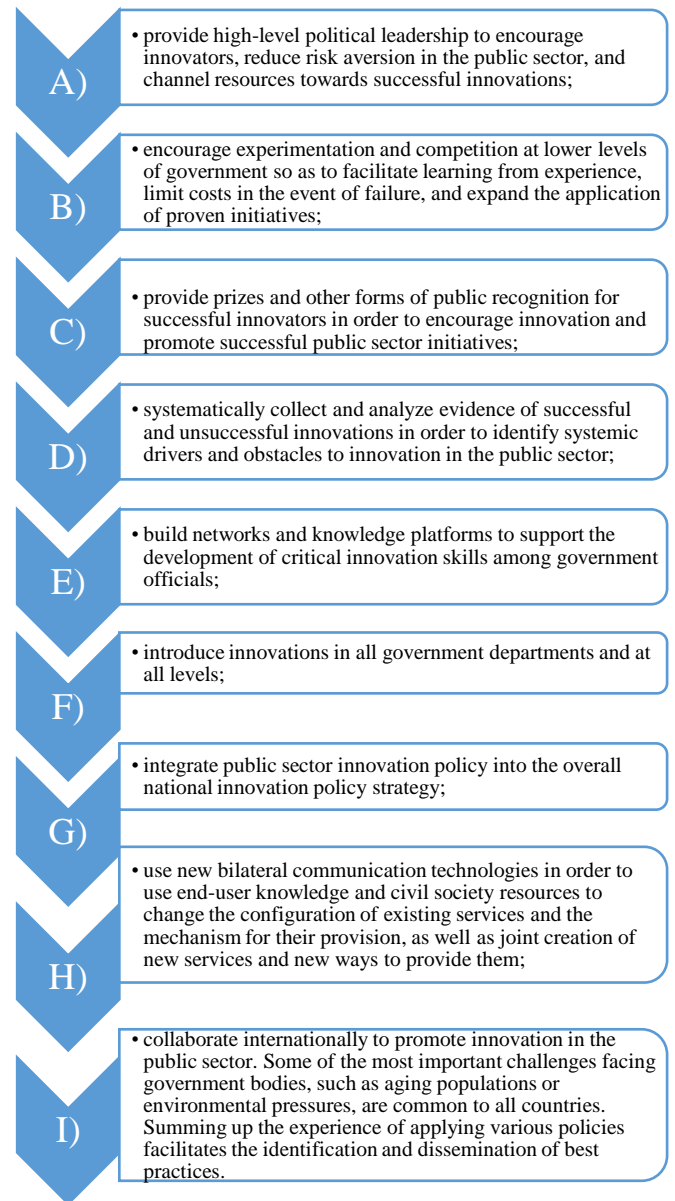 A)
• provide high-level political leadership to encourage
innovators, reduce risk aversion in the public sector, and
channel resources towards successful innovations;
B)
• encourage experimentation and competition at lower levels
of government so as to facilitate learning from experience,
limit costs in the event of failure, and expand the application
of proven initiatives;
C)
• provide prizes and other forms of public recognition for
successful innovators in order to encourage innovation and
promote successful public sector initiatives;
D)
• systematically collect and analyze evidence of successful
and unsuccessful innovations in order to identify systemic
drivers and obstacles to innovation in the public sector;
E)
• build networks and knowledge platforms to support the
development of critical innovation skills among government
officials;
F)
• introduce innovations in all government departments and at
all levels;
G)
• integrate public sector innovation policy into the overall
national innovation policy strategy;
H)
• use new bilateral communication technologies in order to
use end-user knowledge and civil society resources to
change the configuration of existing services and the
mechanism for their provision, as well as joint creation of
new services and new ways to provide them;
I)
• collaborate internationally to promote innovation in the
public sector. Some of the most important challenges facing
government bodies, such as aging populations or
environmental pressures, are common to all countries.
Summing up the experience of applying various policies
facilitates the identification and dissemination of best
practices.